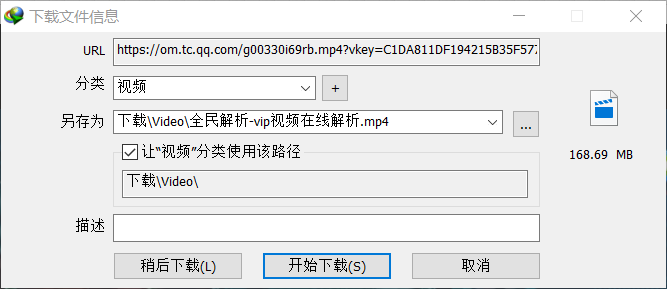 下载文件信息
URL https://om.tc.qq.com/g00330i69rb.mp4?vkey=C1DA811DF194215B35F57
分类 视频 +
另存为 下载\Video\全民解析-vip视频在线解析.mp4 ...
168.69 MB
让“视频”分类使用该路径
下载\Video\
描述
稍后下载(L) 开始下载(S) 取消